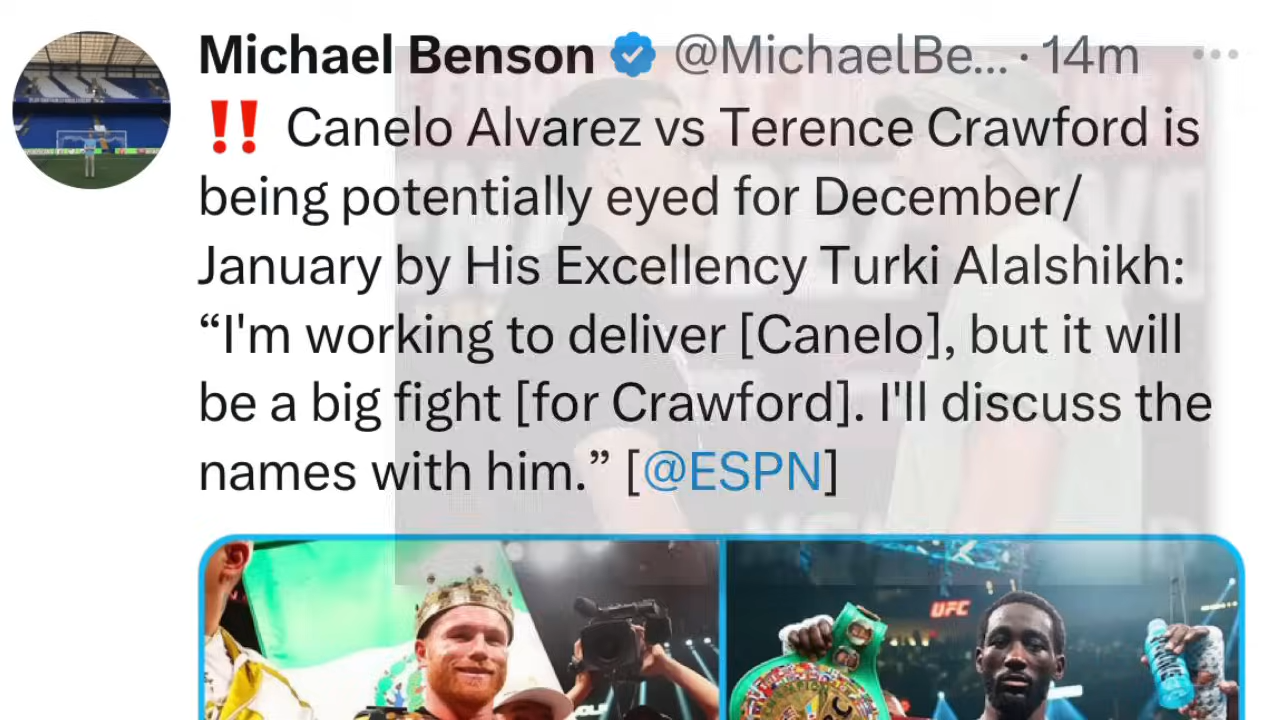 Michael Benson @MichaelBe... · 14m
‼️ Canelo Alvarez vs Terence Crawford is
being potentially eyed for December/
January by His Excellency Turki Alalshikh:
“I'm working to deliver [Canelo], but it will
be a big fight [for Crawford]. I'll discuss the
names with him.” [@ESPN]
UFC